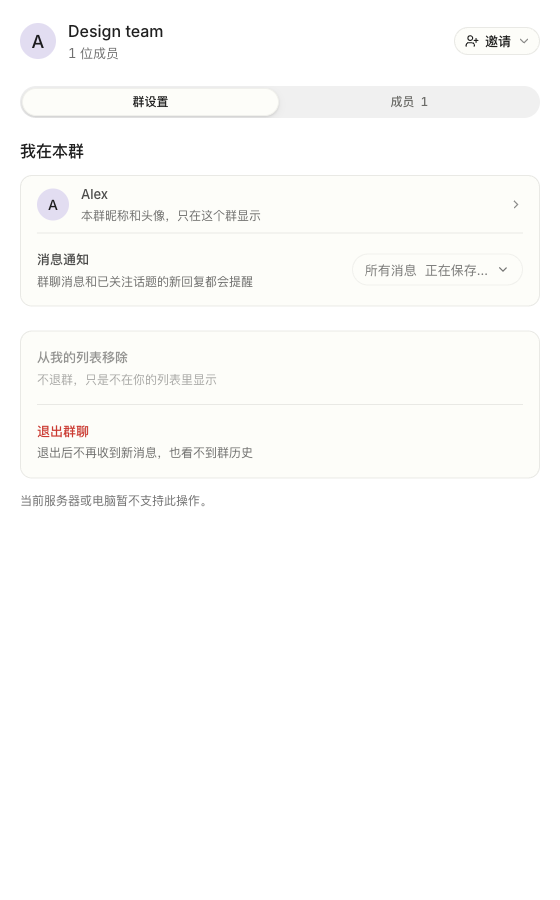 A
Design team
1 位成员
邀请
群设置
成员 1
我在本群
A
Alex
本群昵称和头像，只在这个群显示
消息通知
群聊消息和已关注话题的新回复都会提醒
所有消息 正在保存...
从我的列表移除
不退群，只是不在你的列表里显示
退出群聊
退出后不再收到新消息，也看不到群历史
当前服务器或电脑暂不支持此操作。